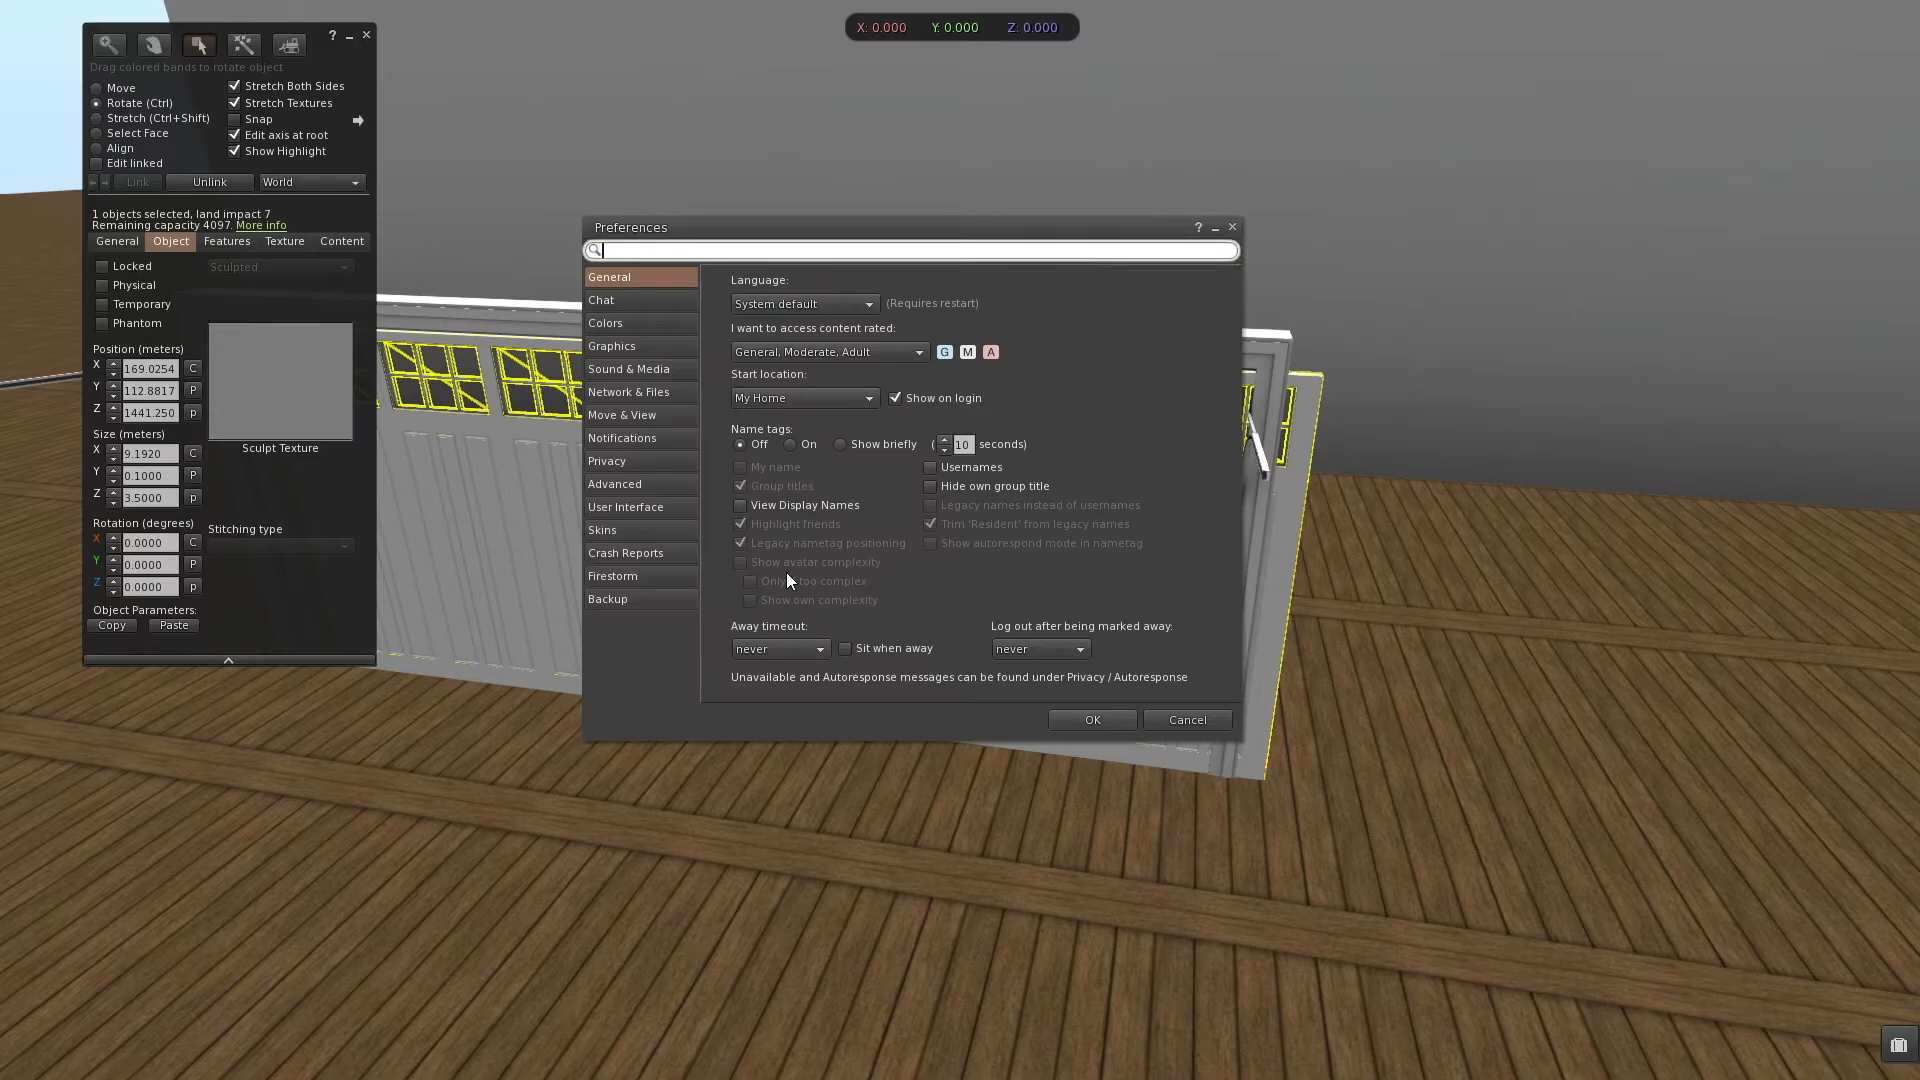 X: 0.000 Y: 0.000 Z: 0.000
?
Drag colored bands to rotate object
Move
Rotate (Ctrl)
Stretch (Ctrl+Shift)
Select Face
Align
Edit linked
Stretch Both Sides
Stretch Textures
Snap
Edit axis at root
Show Highlight
Link Unlink World
1 objects selected, land impact 7
Remaining capacity 4097. More info
General Object Features Texture Content
Locked
Physical
Temporary
Phantom
Sculpted
Position (meters)
X 169.0254 C
Y 112.8817 P
Z 1441.250 p
Sculpt Texture
Size (meters)
X 9.1920 C
Y 0.1000 P
Z 3.5000 p
Rotation (degrees)
X 0.0000 C
Y 0.0000 P
Z 0.0000 p
Stitching type
Object Parameters:
Copy Paste
Preferences ?
General
Chat
Colors
Graphics
Sound & Media
Network & Files
Move & View
Notifications
Privacy
Advanced
User Interface
Skins
Crash Reports
Firestorm
Backup
Language:
System default (Requires restart)
I want to access content rated:
General, Moderate, Adult G M A
Start location:
My Home Show on login
Name tags:
Off On Show briefly ( 10 seconds)
My name Usernames
Group titles Hide own group title
View Display Names Legacy names instead of usernames
Highlight friends Trim 'Resident' from legacy names
Legacy nametag positioning Show autorespond mode in nametag
Show avatar complexity
Only too complex
Show own complexity
Away timeout: Log out after being marked away:
never Sit when away never
Unavailable and Autoresponse messages can be found under Privacy / Autoresponse
OK Cancel